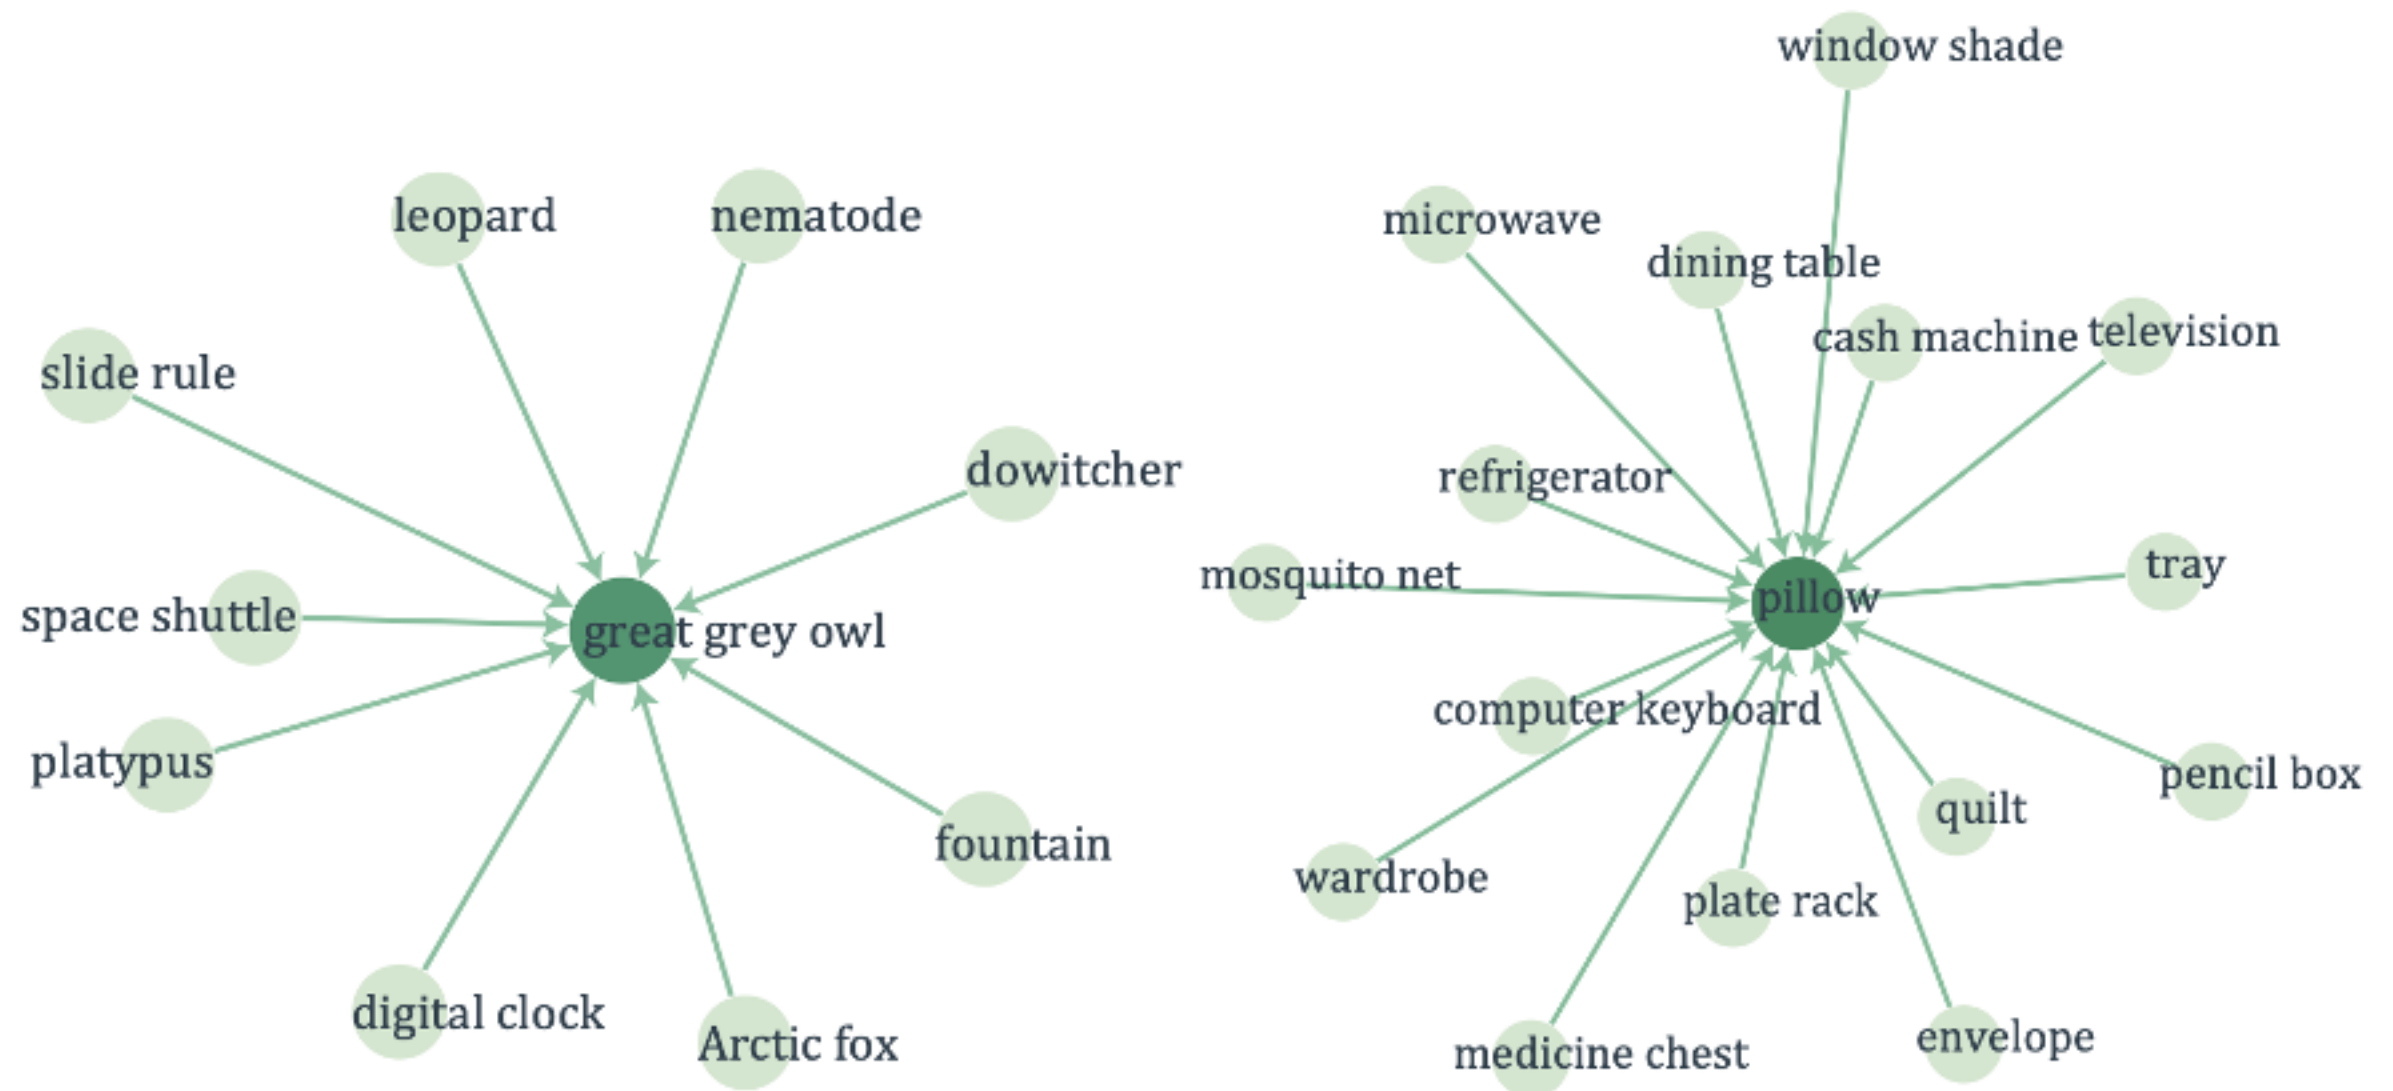 leopard
nematode
slide rule
dowitcher
space shuttle
great grey owl
platypus
fountain
digital clock
Arctic fox
window shade
microwave
dining table
cash machine
television
refrigerator
mosquito net
pillow
tray
computer keyboard
pencil box
quilt
wardrobe
plate rack
envelope
medicine chest